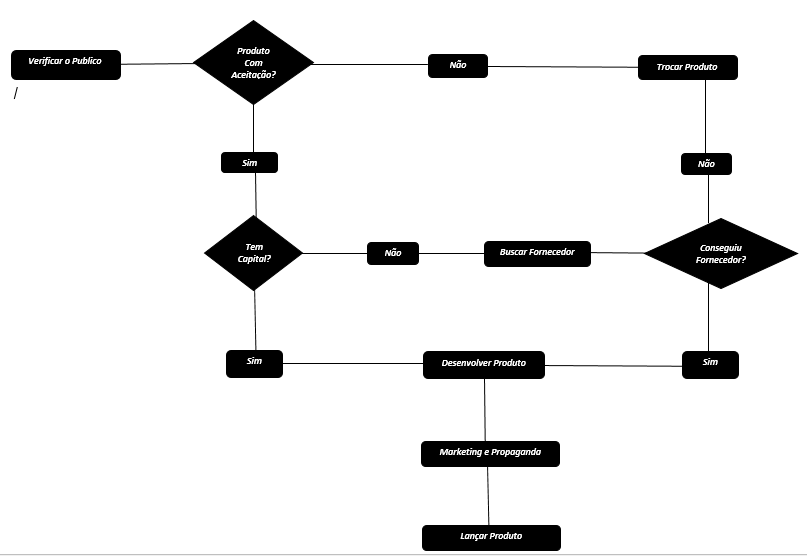 Verificar o Publico
/
Produto
Com
Aceitação?
Não
Trocar Produto
Sim
Não
Tem
Capital?
Não
Buscar Fornecedor
Conseguiu
Fornecedor?
Sim
Desenvolver Produto
Sim
Marketing e Propaganda
Lançar Produto